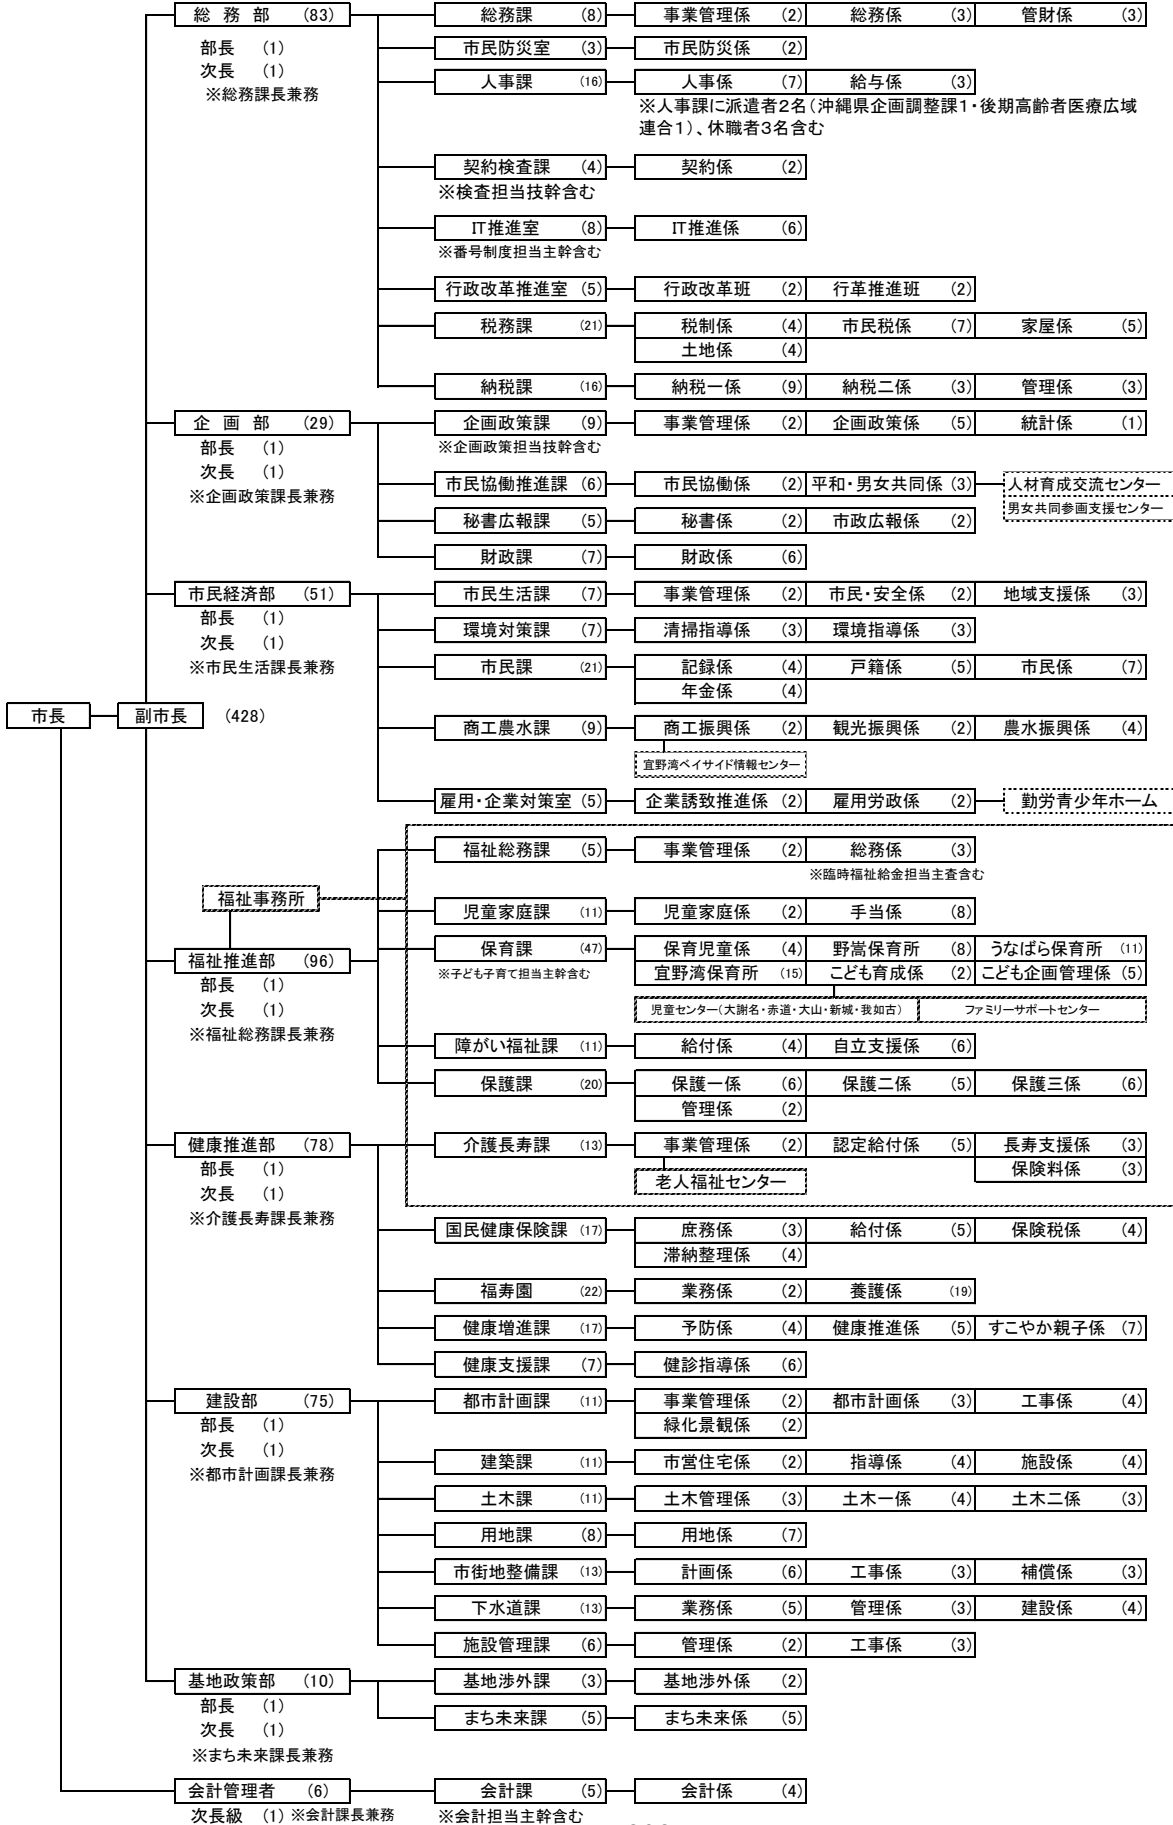 総務部 (83) 総務課 (8) 事業管理係 (2) 総務係 (3) 管財係 (3)
部長 (1) 市民防災室 (3) 市民防災係 (2)
次長 (1) 人事課 (16) 人事係 (7) 給与係 (3)
※総務課長兼務 ※人事課に派遣者2名(沖縄県企画調整課1・後期高齢者医療広域
連合1)、休職者3名含む
契約検査課 (4) 契約係 (2)
※検査担当技幹含む
IT推進室 (8) IT推進係 (6)
※番号制度担当主幹含む
行政改革推進室 (5) 行政改革班 (2) 行革推進班 (2)
税務課 (21) 税制係 (4) 市民税係 (7) 家屋係 (5)
土地係 (4)
納税課 (16) 納税一係 (9) 納税二係 (3) 管理係 (3)
企画部 (29) 企画政策課 (9) 事業管理係 (2) 企画政策係 (5) 統計係 (1)
部長 (1) ※企画政策担当技幹含む
次長 (1)
※企画政策課長兼務 市民協働推進課 (6) 市民協働係 (2) 平和・男女共同係 (3) 人材育成交流センター
男女共同参画支援センター
秘書広報課 (5) 秘書係 (2) 市政広報係 (2)
財政課 (7) 財政係 (6)
市民経済部 (51) 市民生活課 (7) 事業管理係 (2) 市民・安全係 (2) 地域支援係 (3)
部長 (1) 環境対策課 (7) 清掃指導係 (3) 環境指導係 (3)
次長 (1)
※市民生活課長兼務 市民課 (21) 記録係 (4) 戸籍係 (5) 市民係 (7)
年金係 (4)
市長 副市長 (428)
商工農水課 (9) 商工振興係 (2) 観光振興係 (2) 農水振興係 (4)
宜野湾ベイサイド情報センター
雇用・企業対策室 (5) 企業誘致推進係 (2) 雇用労政係 (2) 勤労青少年ホーム
福祉総務課 (5) 事業管理係 (2) 総務係 (3)
※臨時福祉給金担当主査含む
福祉事務所
児童家庭課 (11) 児童家庭係 (2) 手当係 (8)
保育課 (47) 保育児童係 (4) 野嵩保育所 (8) うなばら保育所 (11)
福祉推進部 (96) ※子ども子育て担当主幹含む 宜野湾保育所 (15) こども育成係 (2) こども企画管理係 (5)
部長 (1)
次長 (1) 児童センター(大謝名・赤道・大山・新城・我如古) ファミリーサポートセンター
※福祉総務課長兼務 障がい福祉課 (11) 給付係 (4) 自立支援係 (6)
保護課 (20) 保護一係 (6) 保護二係 (5) 保護三係 (6)
管理係 (2)
健康推進部 (78) 介護長寿課 (13) 事業管理係 (2) 認定給付係 (5) 長寿支援係 (3)
部長 (1) 老人福祉センター 保険料係 (3)
次長 (1)
※介護長寿課長兼務 国民健康保険課 (17) 庶務係 (3) 給付係 (5) 保険税係 (4)
滞納整理係 (4)
福寿園 (22) 業務係 (2) 養護係 (19)
健康増進課 (17) 予防係 (4) 健康推進係 (5) すこやか親子係 (7)
健康支援課 (7) 健診指導係 (6)
建設部 (75) 都市計画課 (11) 事業管理係 (2) 都市計画係 (3) 工事係 (4)
部長 (1) 緑化景観係 (2)
次長 (1)
※都市計画課長兼務 建築課 (11) 市営住宅係 (2) 指導係 (4) 施設係 (4)
土木課 (11) 土木管理係 (3) 土木一係 (4) 土木二係 (3)
用地課 (8) 用地係 (7)
市街地整備課 (13) 計画係 (6) 工事係 (3) 補償係 (3)
下水道課 (13) 業務係 (5) 管理係 (3) 建設係 (4)
施設管理課 (6) 管理係 (2) 工事係 (3)
基地政策部 (10) 基地渉外課 (3) 基地渉外係 (2)
部長 (1) まち未来課 (5) まち未来係 (5)
次長 (1)
※まち未来課長兼務
会計管理者 (6) 会計課 (5) 会計係 (4)
次長級 (1) ※会計課長兼務 ※会計担当主幹含む